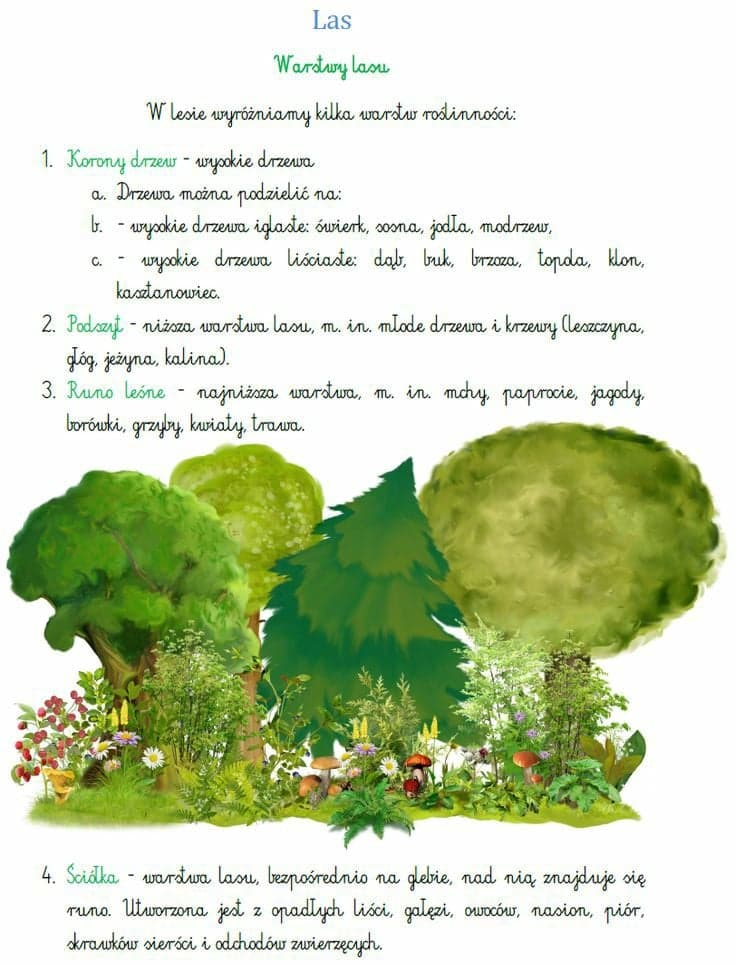 Las
Warstwy lasu
W lesie wyróżniamy kilka warstw roślinności:
1. Korony drzew - wysokie drzewa
a. Drzewa można podzielić na:
b. - wysokie drzewa iglaste: świerk, sosna, jodła, modrzew,
c. - wysokie drzewa liściaste: dąb, buk, brzoza, topola, klon,
kasztanowiec.
2. Podszyt - niższa warstwa lasu, m. in. młode drzewa i krzewy (leszczyna,
głóg, jeżyna, kalina).
3. Runo leśne - najniższa warstwa, m. in. mchy, paprocie, jagody,
borówki, grzyby, kwiaty, trawa.
4. Ściółka - warstwa lasu, bezpośrednio na glebie, nad nią znajduje się
runo. Utworzona jest z opadłych liści, gałęzi, owoców, nasion, piór,
skrawków sierści i odchodów zwierzęcych.